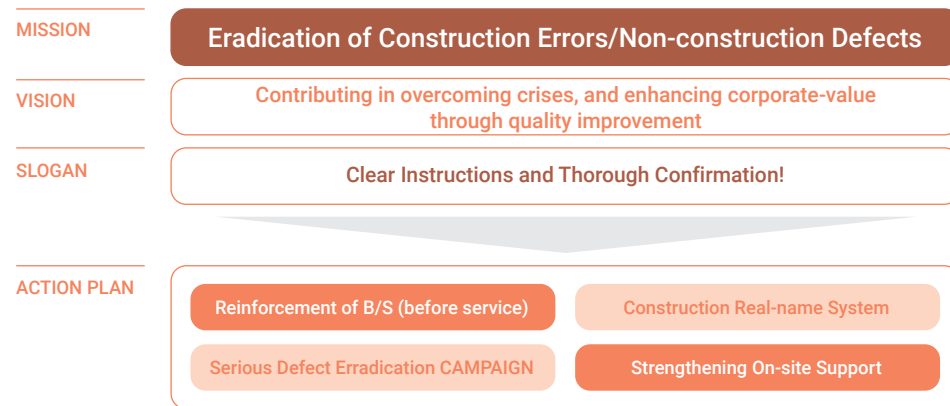 MISSION
Eradication of Construction Errors/Non-construction Defects
VISION
Contributing in overcoming crises, and enhancing corporate-value
through quality improvement
SLOGAN
Clear Instructions and Thorough Confirmation!
ACTION PLAN
Reinforcement of B/S (before service)
Construction Real-name System
Serious Defect Erradication CAMPAIGN
Strengthening On-site Support